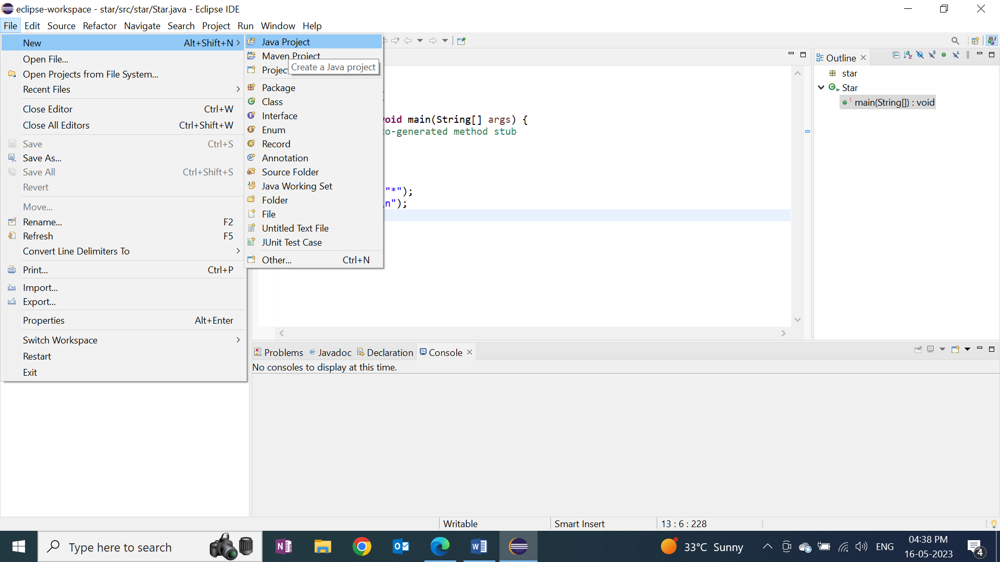 eclipse-workspace - star/src/star/Star.java - Eclipse IDE
File Edit Source Refactor Navigate Search Project Run Window Help
New Alt+Shift+N
Open File...
Open Projects from File System...
Recent Files
Close Editor Ctrl+W
Close All Editors Ctrl+Shift+W
Save Ctrl+S
Save As...
Save All Ctrl+Shift+S
Revert
Move...
Rename... F2
Refresh F5
Convert Line Delimiters To
Print... Ctrl+P
Import...
Export...
Properties Alt+Enter
Switch Workspace
Restart
Exit
Java Project
Maven Project
Project
Create a Java project
Package
Class
Interface
Enum
Record
Annotation
Source Folder
Java Working Set
Folder
File
Untitled Text File
JUnit Test Case
Other... Ctrl+N
void main(String[] args) {
to-generated method stub
"*");
\n");
Outline
star
Star
main(String[]) : void
Problems Javadoc Declaration Console
No consoles to display at this time.
Writable Smart Insert 13 : 6 : 228
Type here to search
33°C Sunny
ENG
04:38 PM
16-05-2023
4